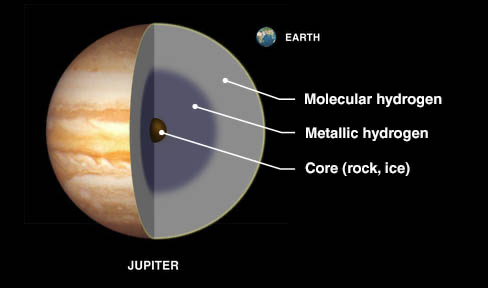 EARTH
Molecular hydrogen
Metallic hydrogen
Core (rock, ice)
JUPITER